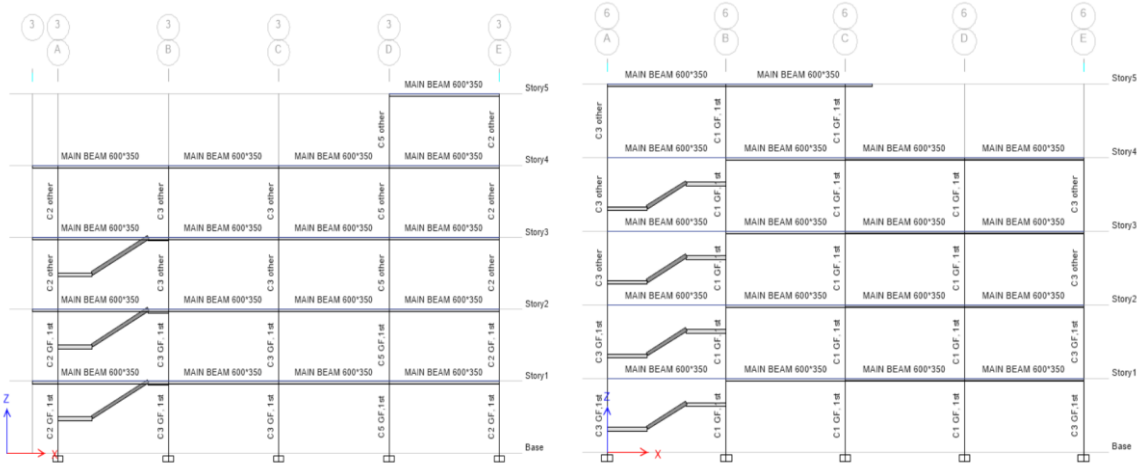 3 3 3 3 3 3
A B C D E
MAIN BEAM 600*350
Story5
C5 other C2 other
MAIN BEAM 600*350 MAIN BEAM 600*350 MAIN BEAM 600*350 MAIN BEAM 600*350
Story4
C2 other C3 other C3 other C5 other C2 other
MAIN BEAM 600*350 MAIN BEAM 600*350 MAIN BEAM 600*350 MAIN BEAM 600*350
Story3
C2 other C3 other C3 other C5 other C2 other
MAIN BEAM 600*350 MAIN BEAM 600*350 MAIN BEAM 600*350 MAIN BEAM 600*350
Story2
C2 GF, 1st C3 GF, 1st C3 GF, 1st C5 GF,1st C2 GF, 1st
MAIN BEAM 600*350 MAIN BEAM 600*350 MAIN BEAM 600*350 MAIN BEAM 600*350
Story1
C2 GF, 1st C3 GF, 1st C3 GF, 1st C5 GF,1st C2 GF, 1st
Z
Base
X
6 6 6 6 6
A B C D E
MAIN BEAM 600*350 MAIN BEAM 600*350
Story5
C3 other C1 GF, 1st C1 GF, 1st
MAIN BEAM 600*350 MAIN BEAM 600*350 MAIN BEAM 600*350 MAIN BEAM 600*350
Story4
C3 other C1 GF, 1st C1 GF, 1st C1 GF, 1st C3 other
MAIN BEAM 600*350 MAIN BEAM 600*350 MAIN BEAM 600*350 MAIN BEAM 600*350
Story3
C3 other C1 GF, 1st C1 GF, 1st C1 GF, 1st C3 other
MAIN BEAM 600*350 MAIN BEAM 600*350 MAIN BEAM 600*350 MAIN BEAM 600*350
Story2
C3 GF, 1st C1 GF, 1st C1 GF, 1st C1 GF, 1st C3 GF, 1st
MAIN BEAM 600*350 MAIN BEAM 600*350 MAIN BEAM 600*350 MAIN BEAM 600*350
Story1
C3 GF, 1st C1 GF, 1st C1 GF, 1st C1 GF, 1st C3 GF, 1st
Z
Base
X